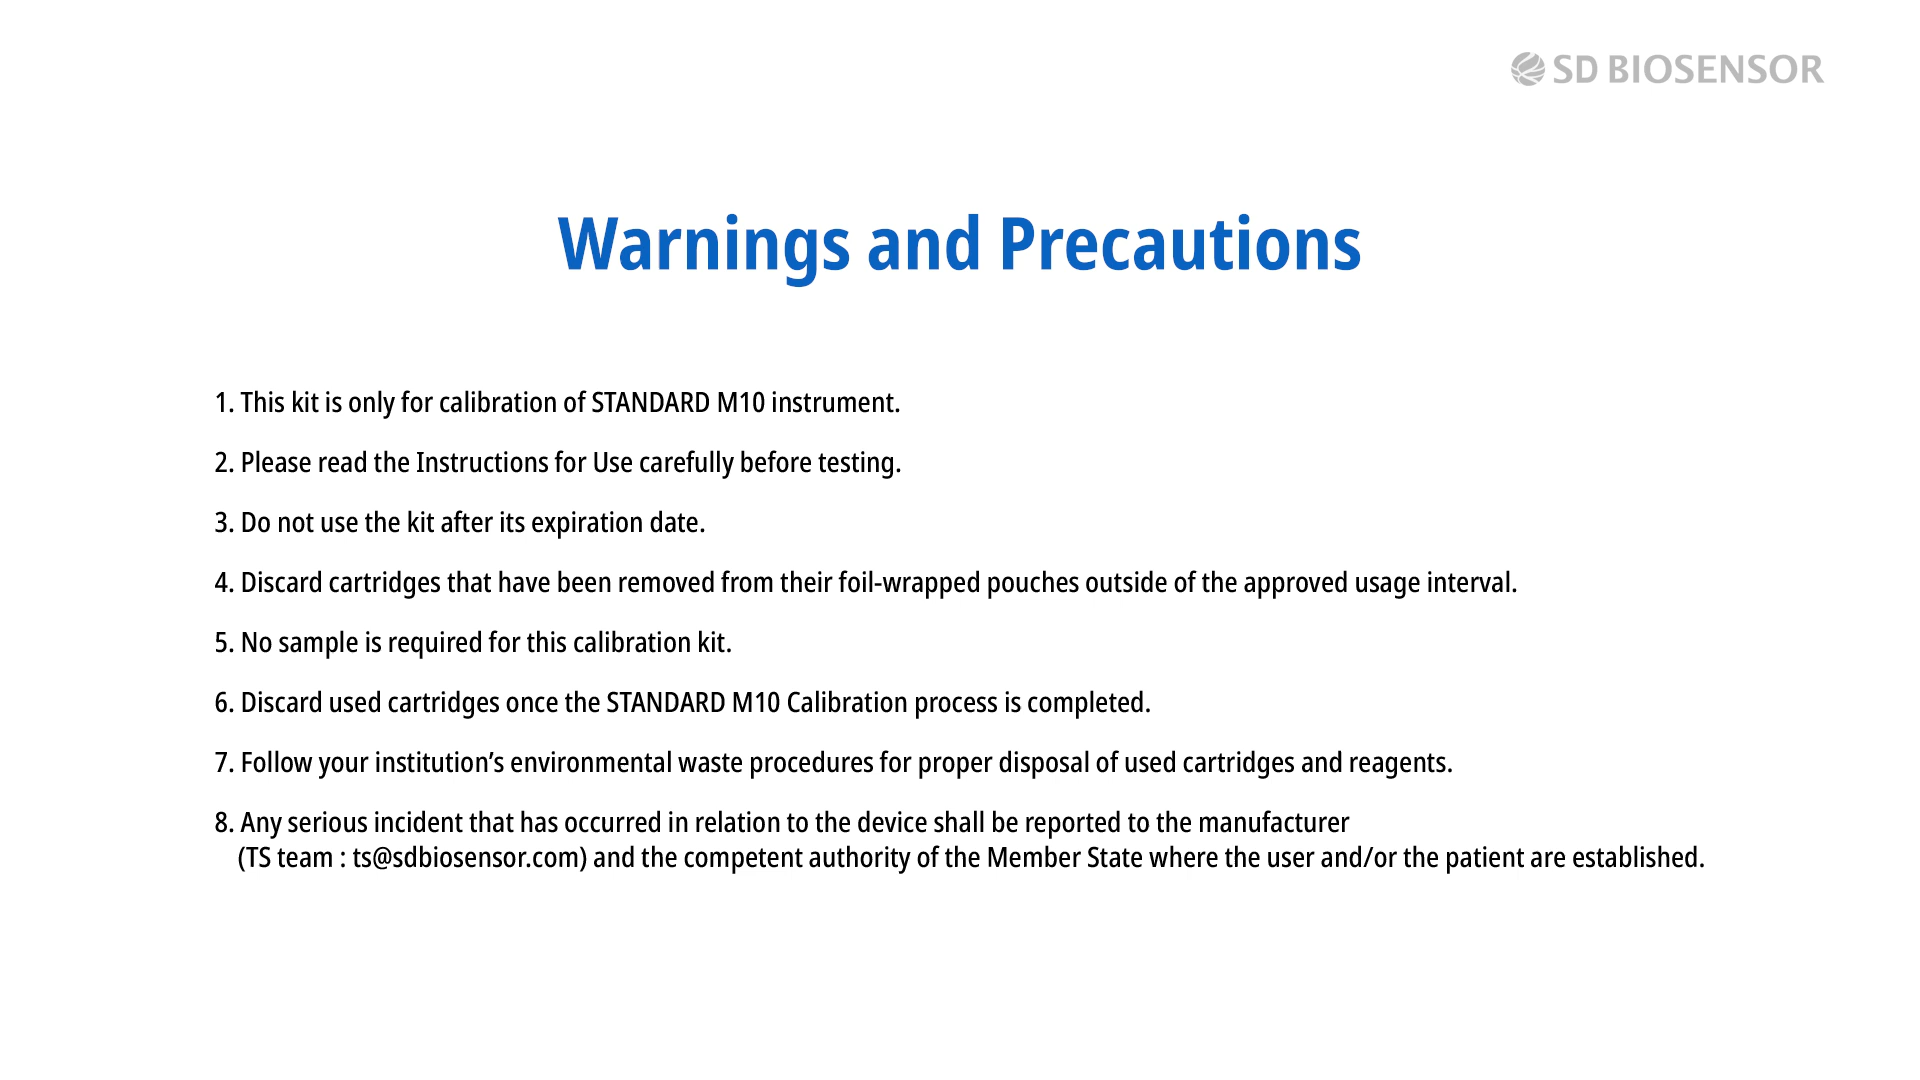 SD BIOSENSOR
Warnings and Precautions
1. This kit is only for calibration of STANDARD M10 instrument.
2. Please read the Instructions for Use carefully before testing.
3. Do not use the kit after its expiration date.
4. Discard cartridges that have been removed from their foil-wrapped pouches outside of the approved usage interval.
5. No sample is required for this calibration kit.
6. Discard used cartridges once the STANDARD M10 Calibration process is completed.
7. Follow your institution’s environmental waste procedures for proper disposal of used cartridges and reagents.
8. Any serious incident that has occurred in relation to the device shall be reported to the manufacturer
(TS team : ts@sdbiosensor.com) and the competent authority of the Member State where the user and/or the patient are established.